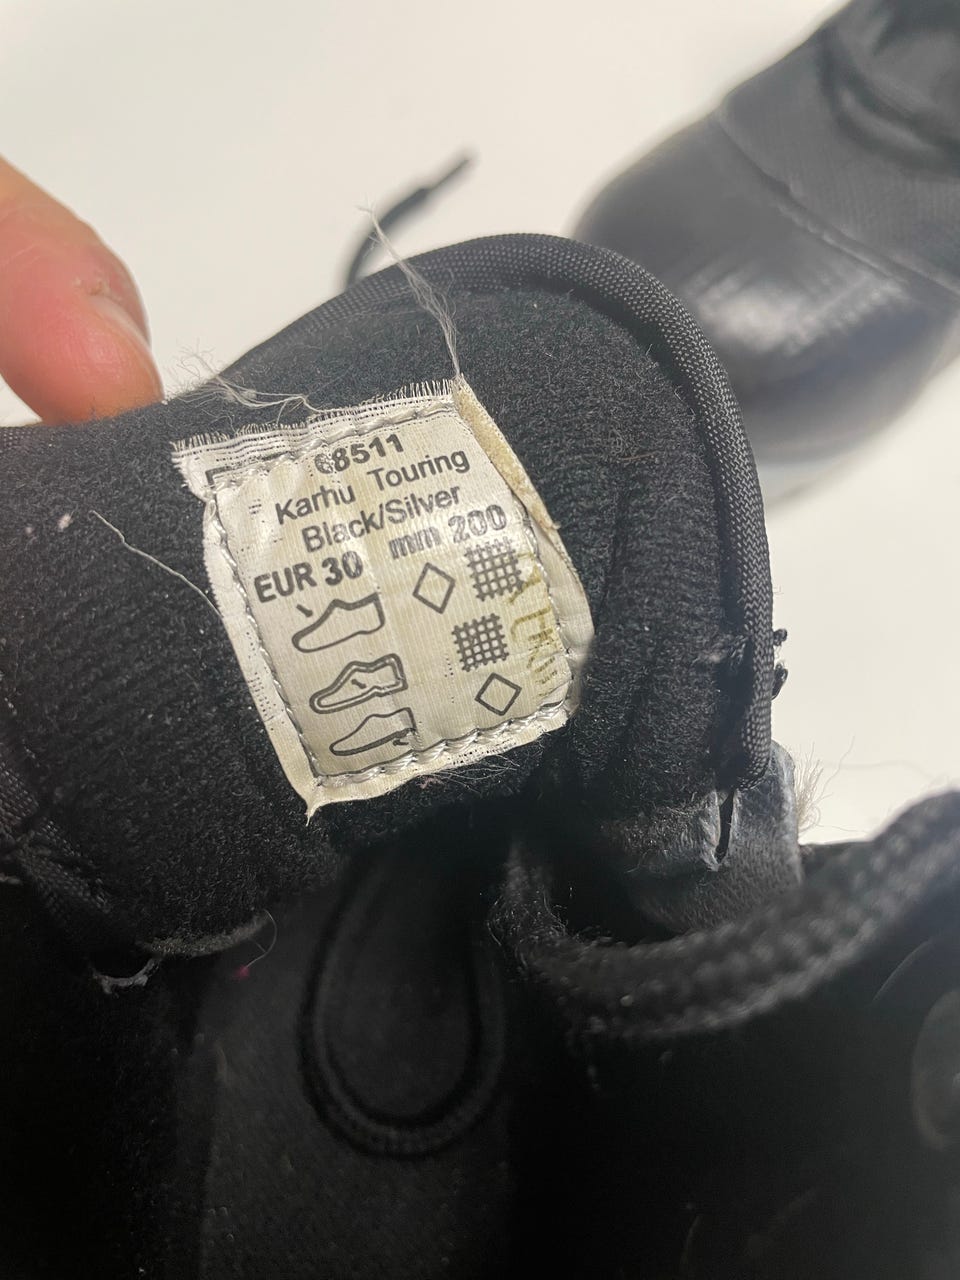 68511
Karhu Touring
Black/Silver
EUR 30 mm 200